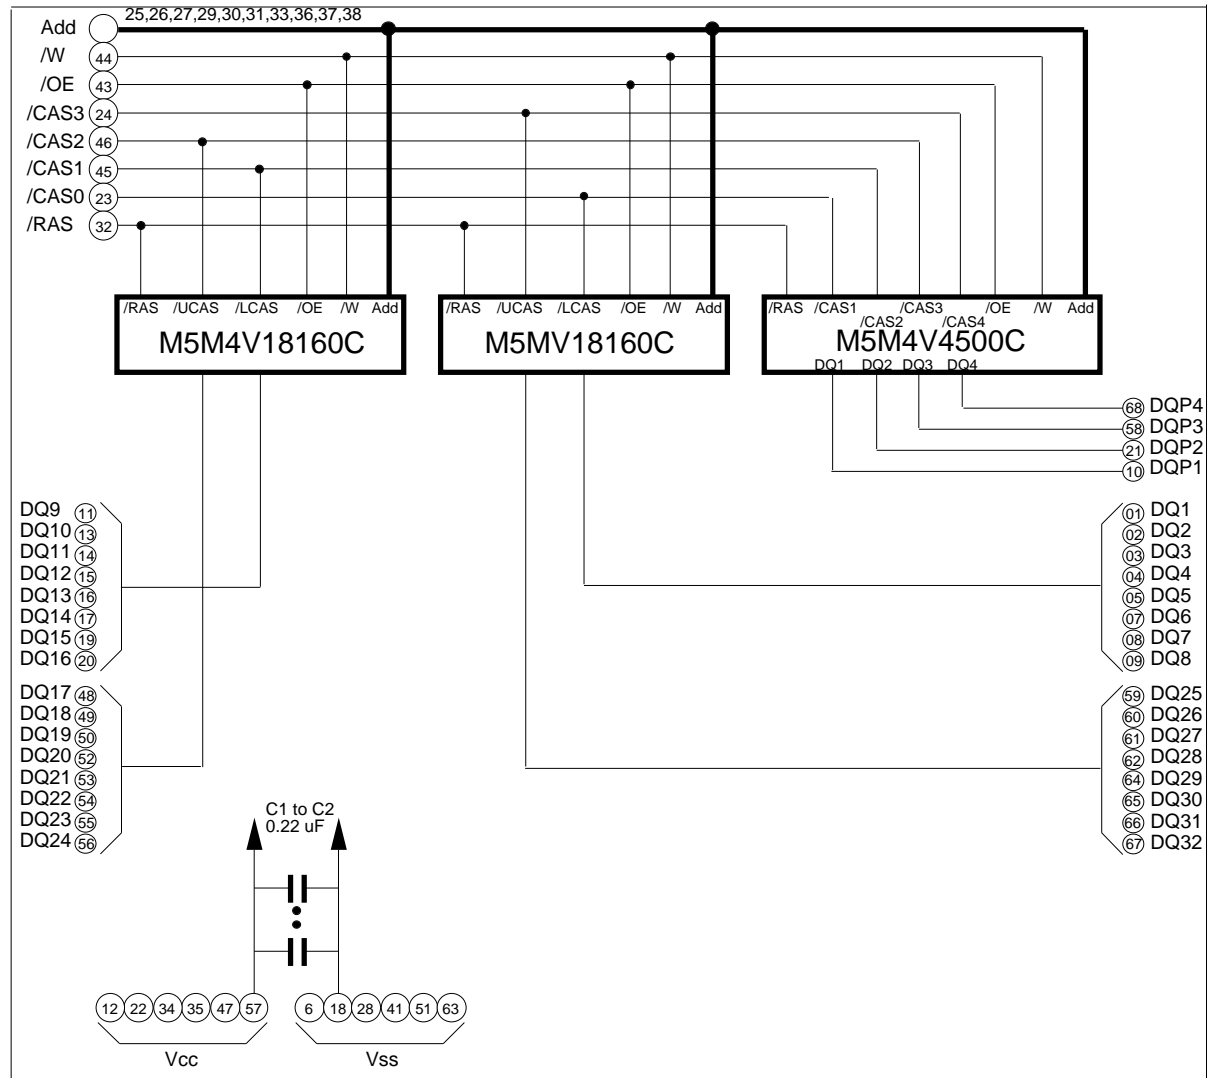 25,26,27,29,30,31,33,36,37,38
Add
/W 44
/OE 43
/CAS3 24
/CAS2 46
/CAS1 45
/CAS0 23
/RAS 32
/RAS /UCAS /LCAS /OE /W Add
M5M4V18160C
/RAS /UCAS /LCAS /OE /W Add
M5MV18160C
/RAS /CAS1 /CAS3 /OE /W Add
/CAS2 /CAS4
M5M4V4500C
DQ1 DQ2 DQ3 DQ4
68 DQP4
58 DQP3
21 DQP2
10 DQP1
DQ9 11
DQ10 13
DQ11 14
DQ12 15
DQ13 16
DQ14 17
DQ15 19
DQ16 20
01 DQ1
02 DQ2
03 DQ3
04 DQ4
05 DQ5
07 DQ6
08 DQ7
09 DQ8
DQ17 48
DQ18 49
DQ19 50
DQ20 52
DQ21 53
DQ22 54
DQ23 55
DQ24 56
59 DQ25
60 DQ26
61 DQ27
62 DQ28
64 DQ29
65 DQ30
66 DQ31
67 DQ32
C1 to C2
0.22 uF
12 22 34 35 47 57
Vcc
6 18 28 41 51 63
Vss